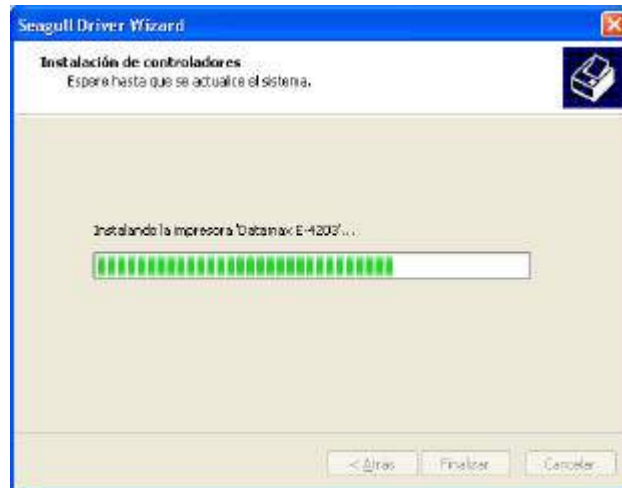 Seagull Driver Wizard
Instalación de controladores
Espere hasta que se actualice el sistema.
Instalando la impresora 'Datamax E-4203'...
< Atrás
Finalizar
Cancelar